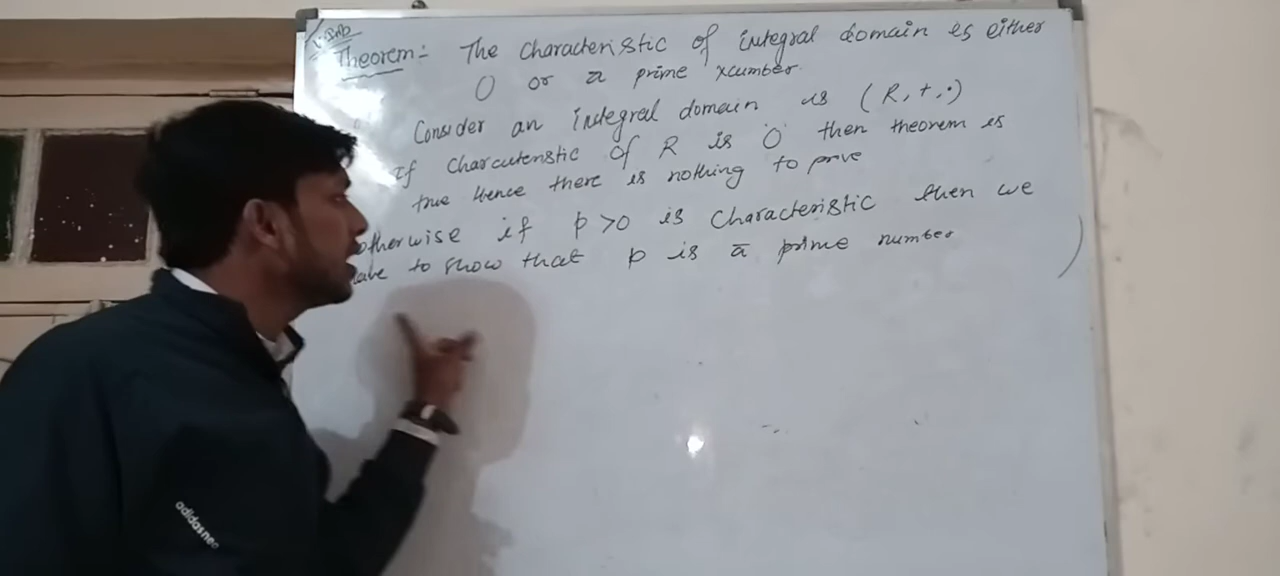 Theorem:- The characteristic of integral domain is either
0 or a prime number.
Consider an integral domain is (R, +, .)
If Charcuteristic of R is 0 then theorem is
true Hence there is nothing to prove
otherwise if p >0 is characteristic then we
have to show that p is a prime number
adidas neo